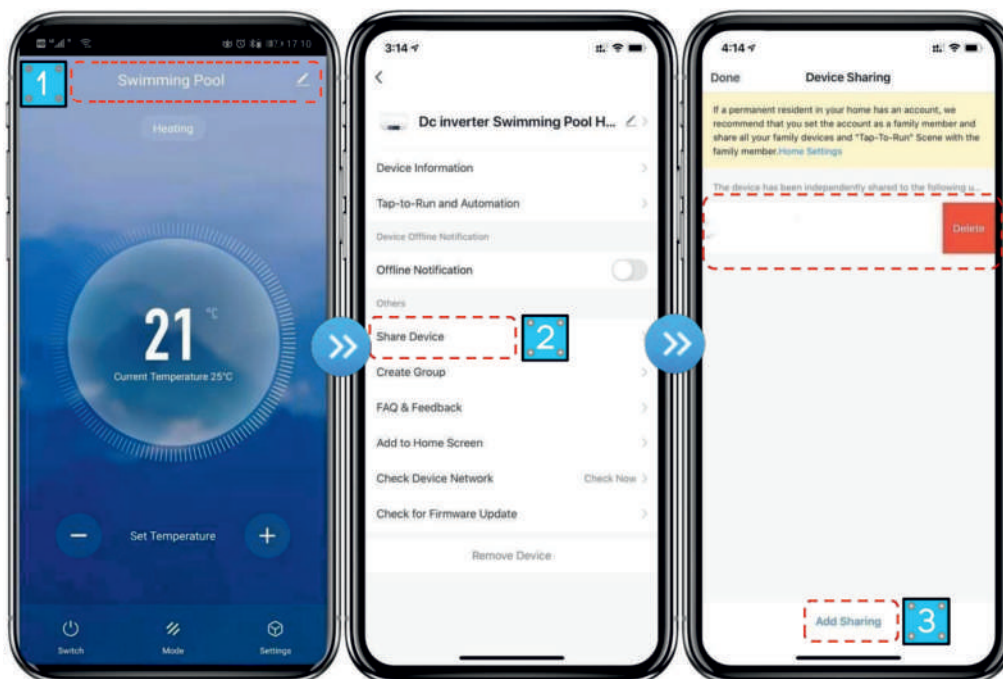 17:10
1
Swimming Pool
Heating
21 °C
Current Temperature 25°C
Set Temperature
Switch
Mode
Settings
3:14
Dc inverter Swimming Pool H...
Device Information
Tap-to-Run and Automation
Device Offline Notification
Offline Notification
Others
Share Device
2
Create Group
FAQ & Feedback
Add to Home Screen
Check Device Network
Check Now
Check for Firmware Update
Remove Device
4:14
Done
Device Sharing
If a permanent resident in your home has an account, we
recommend that you set the account as a family member and
share all your family devices and "Tap-To-Run" Scene with the
family member.Home Settings
The device has been independently shared to the following u...
Delete
Add Sharing
3